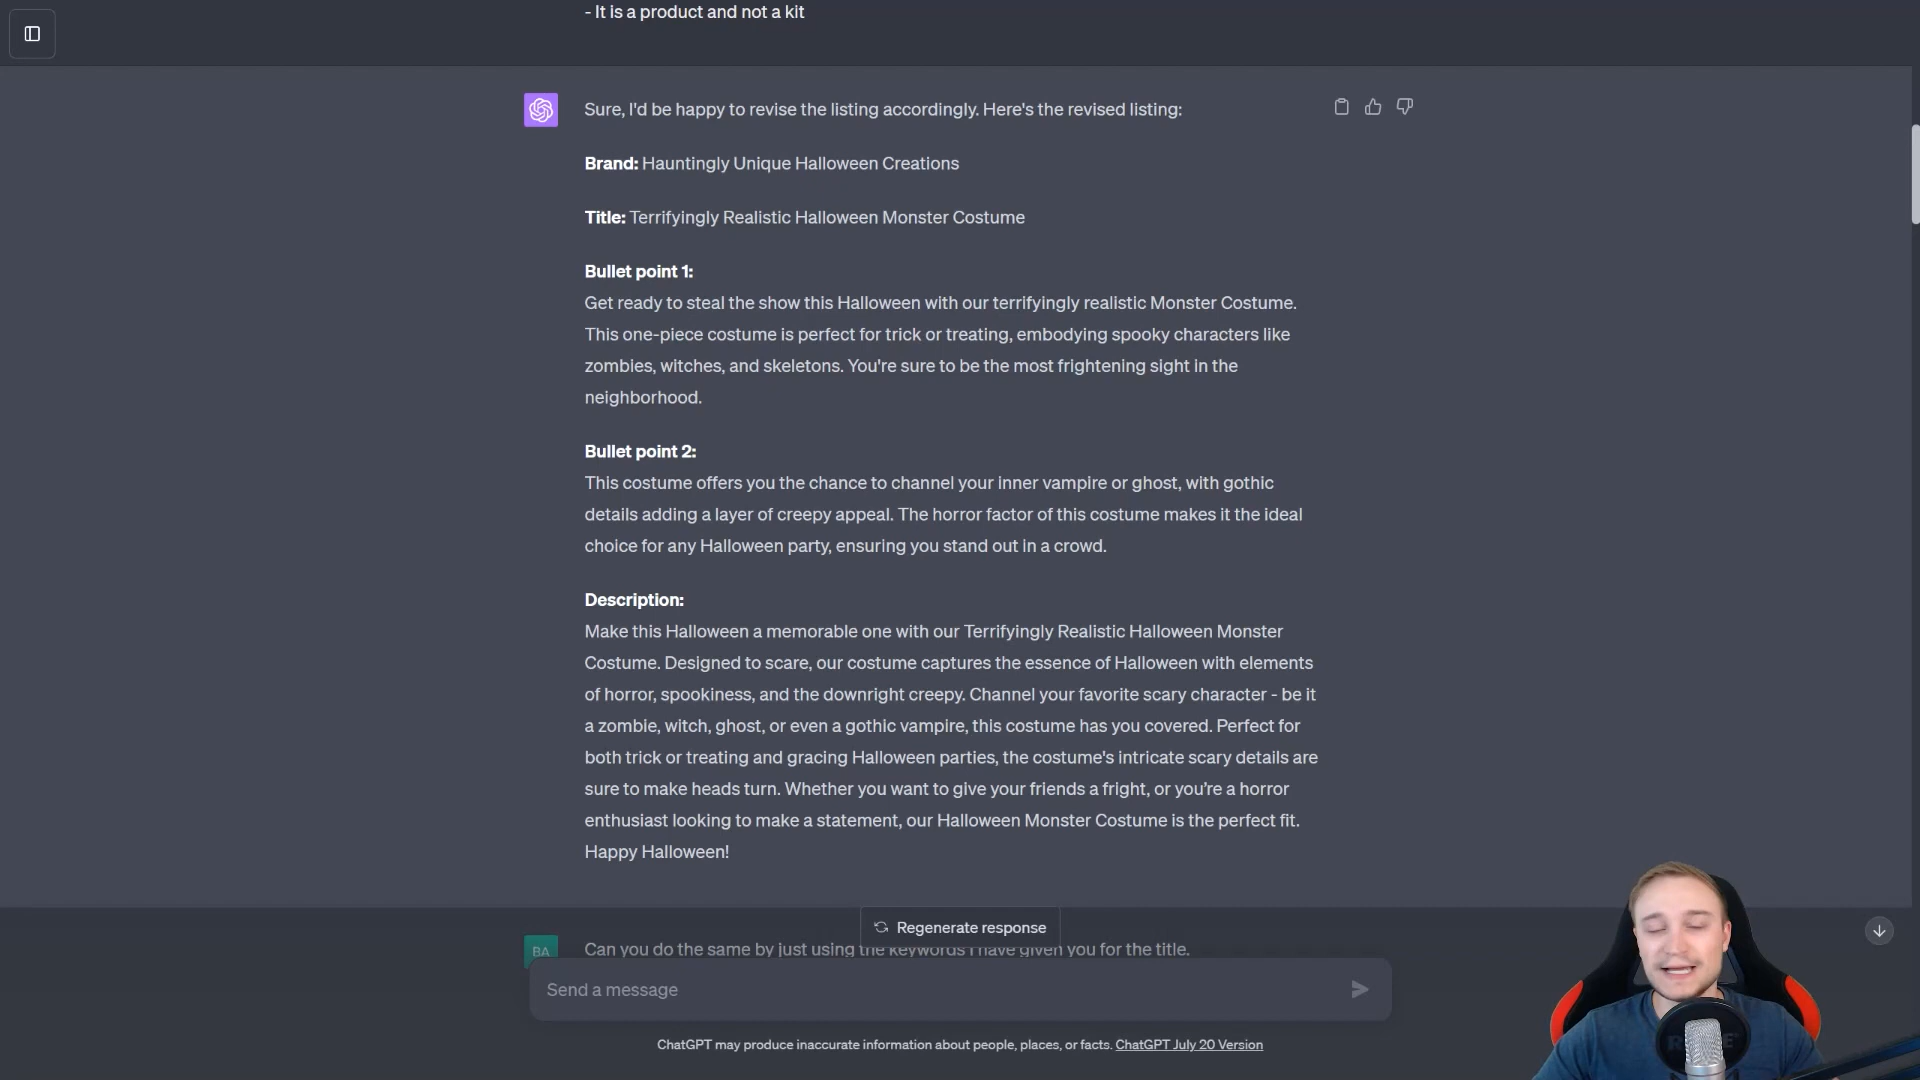 - It is a product and not a kit
Sure, I'd be happy to revise the listing accordingly. Here's the revised listing:
Brand: Hauntingly Unique Halloween Creations
Title: Terrifyingly Realistic Halloween Monster Costume
Bullet point 1:
Get ready to steal the show this Halloween with our terrifyingly realistic Monster Costume.
This one-piece costume is perfect for trick or treating, embodying spooky characters like
zombies, witches, and skeletons. You're sure to be the most frightening sight in the
neighborhood.
Bullet point 2:
This costume offers you the chance to channel your inner vampire or ghost, with gothic
details adding a layer of creepy appeal. The horror factor of this costume makes it the ideal
choice for any Halloween party, ensuring you stand out in a crowd.
Description:
Make this Halloween a memorable one with our Terrifyingly Realistic Halloween Monster
Costume. Designed to scare, our costume captures the essence of Halloween with elements
of horror, spookiness, and the downright creepy. Channel your favorite scary character - be it
a zombie, witch, ghost, or even a gothic vampire, this costume has you covered. Perfect for
both trick or treating and gracing Halloween parties, the costume's intricate scary details are
sure to make heads turn. Whether you want to give your friends a fright, or you're a horror
enthusiast looking to make a statement, our Halloween Monster Costume is the perfect fit.
Happy Halloween!
Regenerate response
BA
Can you do the same by just using the keywords I have given you for the title.
Send a message
ChatGPT may produce inaccurate information about people, places, or facts. ChatGPT July 20 Version